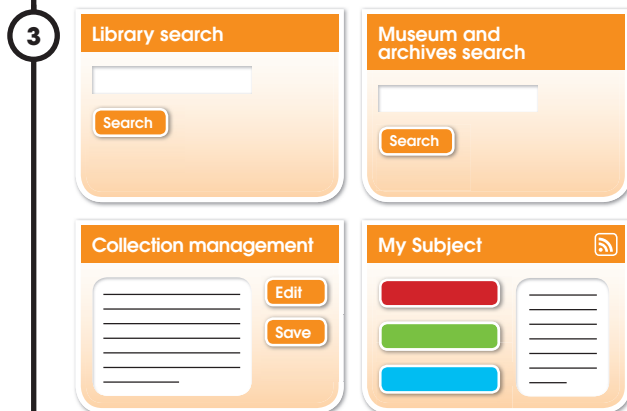 3
Library search
Search
Museum and
archives search
Search
Collection management
Edit
Save
My Subject